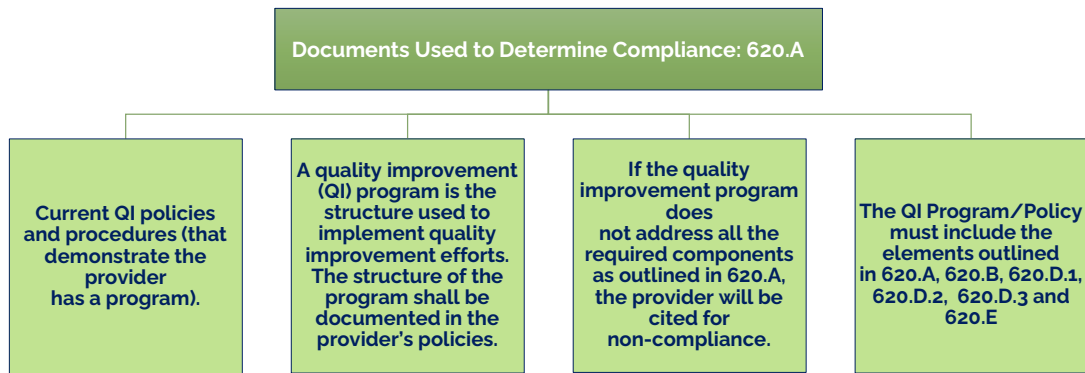 Documents Used to Determine Compliance: 620.A
Current QI policies
and procedures (that
demonstrate the
provider
has a program).
A quality improvement
(QI) program is the
structure used to
implement quality
improvement efforts.
The structure of the
program shall be
documented in the
provider's policies.
If the quality
improvement program
does
not address all the
required components
as outlined in 620.A,
the provider will be
cited for
non-compliance.
The QI Program/Policy
must include the
elements outlined
in 620.A, 620.B, 620.D.1,
620.D.2, 620.D.3 and
620.E